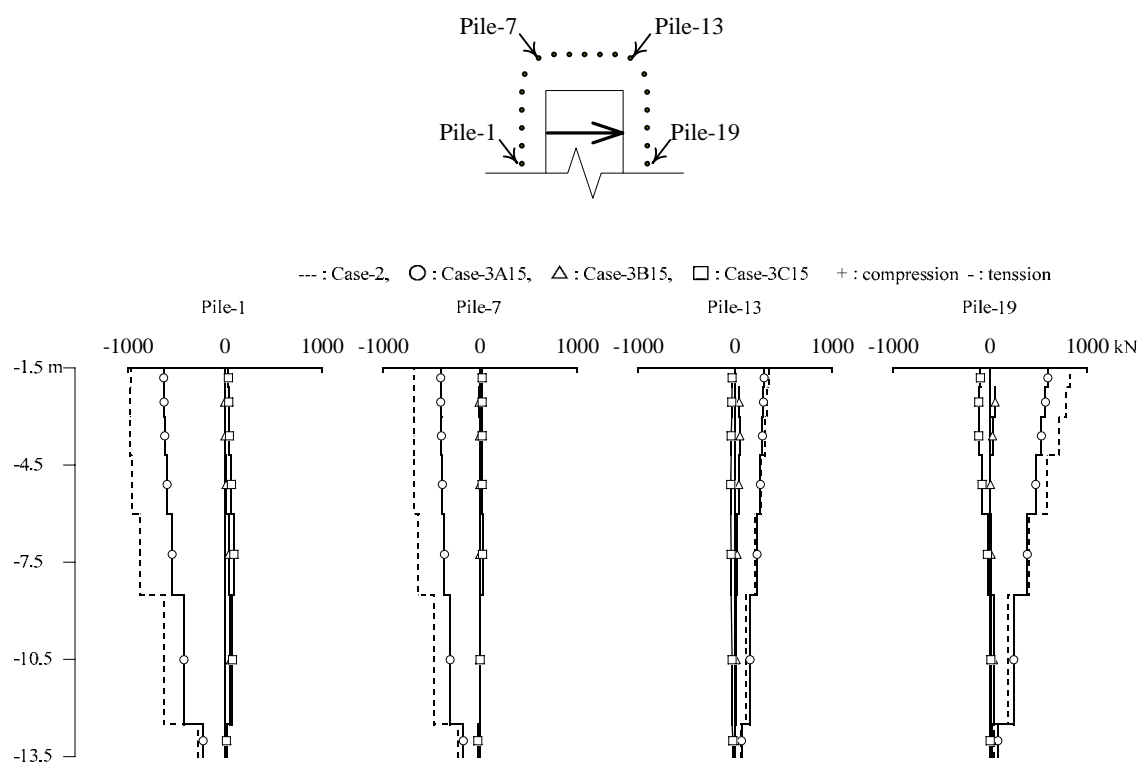 Pile-7 Pile-13
Pile-1 Pile-19
--- : Case-2, ○ : Case-3A15, △ : Case-3B15, □ : Case-3C15 + : compression - : tenssion
Pile-1 Pile-7 Pile-13 Pile-19
-1000 0 1000 -1000 0 1000 -1000 0 1000 -1000 0 1000 kN
-1.5 m
-4.5
-7.5
-10.5
-13.5